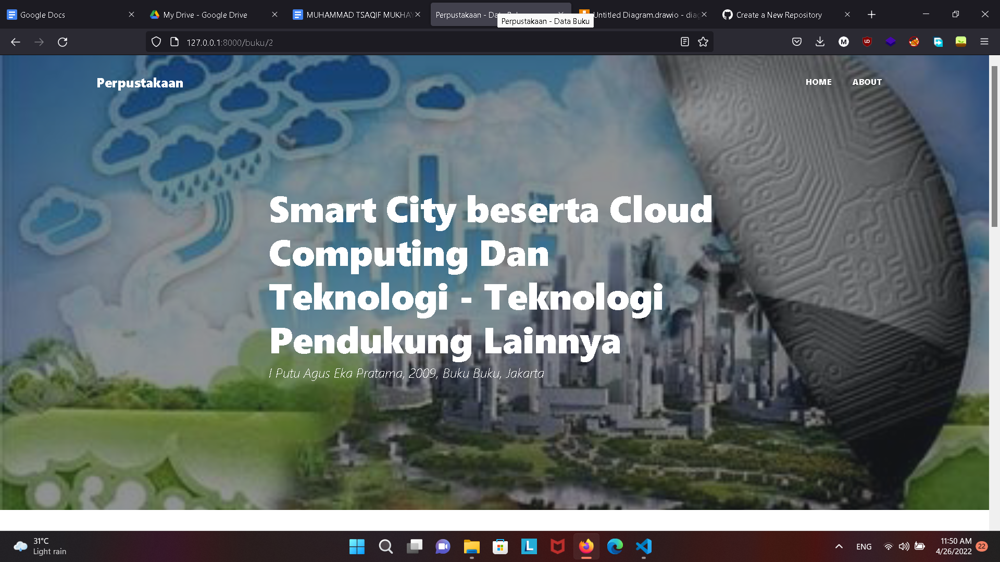 Google Docs
My Drive - Google Drive
MUHAMMAD TSAQIF MUKHAY
Perpustakaan - Da
Untitled Diagram.drawio - diag
Create a New Repository
Perpustakaan - Data Buku
127.0.0.1:8000/buku/2
Perpustakaan
HOME
ABOUT
Smart City beserta Cloud
Computing Dan
Teknologi - Teknologi
Pendukung Lainnya
I Putu Agus Eka Pratama, 2009, Buku Buku, Jakarta
31°C
Light rain
ENG
11:50 AM
4/26/2022
22